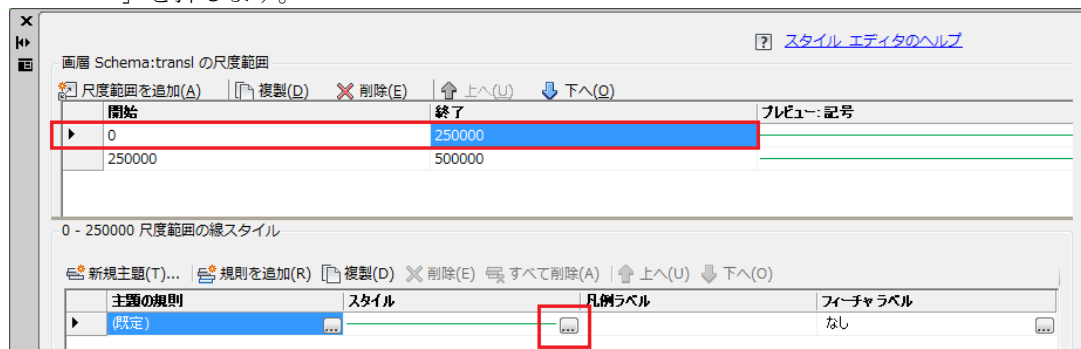 」を押します。
? スタイル エディタのヘルプ
画層 Schema:transl の尺度範囲
尺度範囲を追加(A) 複製(D) 削除(E) 上へ(U) 下へ(O)
開始 終了 プレビュー: 記号
0 250000
250000 500000
0 - 250000 尺度範囲の線スタイル
新規主題(T)... 規則を追加(R) 複製(D) 削除(E) すべて削除(A) 上へ(U) 下へ(O)
主題の規則 スタイル 凡例ラベル フィーチャ ラベル
(既定) ... ... なし ...